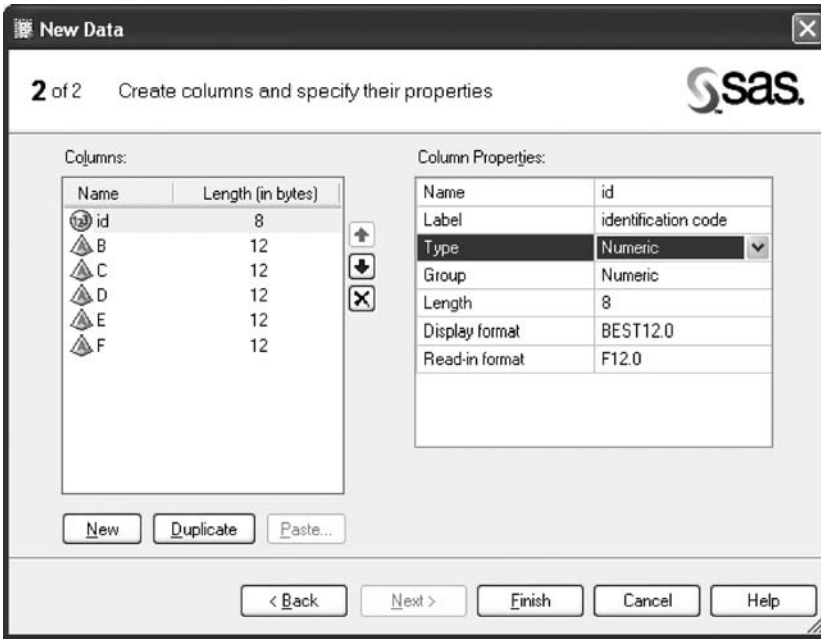 New Data
2 of 2 Create columns and specify their properties
sas.
TM
Columns:
Name Length (in bytes)
123 id 8
B 12
C 12
D 12
E 12
F 12
New Duplicate Paste...
Column Properties:
Name id
Label identification code
Type Numeric
Group Numeric
Length 8
Display format BEST12.0
Read-in format F12.0
< Back Next > Finish Cancel Help